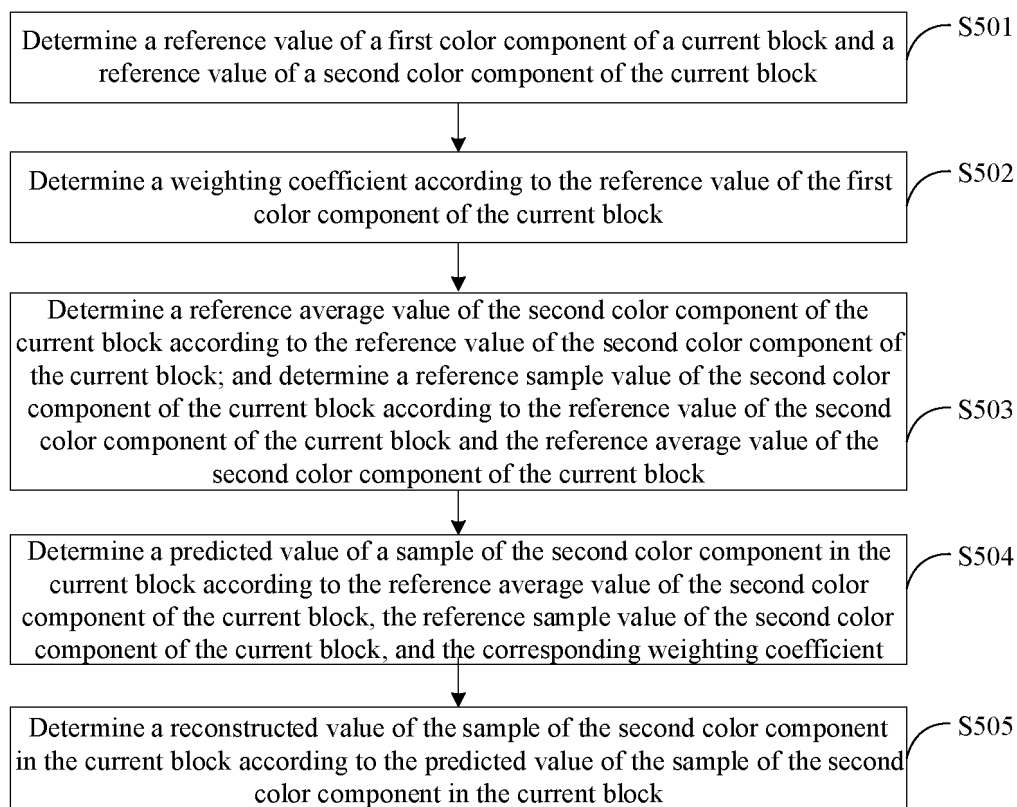 Determine a reference value of a first color component of a current block and a
reference value of a second color component of the current block
S501
Determine a weighting coefficient according to the reference value of the first
color component of the current block
S502
Determine a reference average value of the second color component of the
current block according to the reference value of the second color component of
the current block; and determine a reference sample value of the second color
component of the current block according to the reference value of the second
color component of the current block and the reference average value of the
second color component of the current block
S503
Determine a predicted value of a sample of the second color component in the
current block according to the reference average value of the second color
component of the current block, the reference sample value of the second color
component of the current block, and the corresponding weighting coefficient
S504
Determine a reconstructed value of the sample of the second color component
in the current block according to the predicted value of the sample of the second
color component in the current block
S505